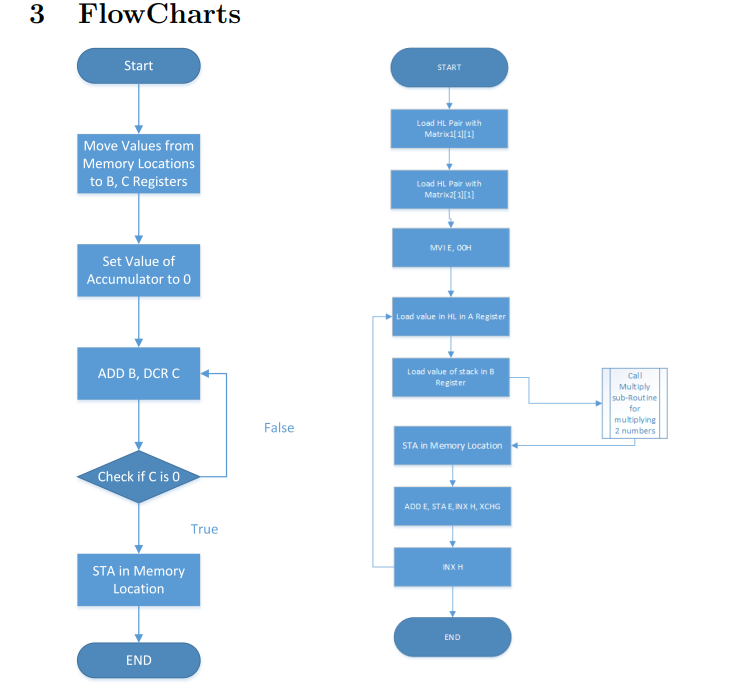 3 FlowCharts
Start
Move Values from
Memory Locations
to B, C Registers
Set Value of
Accumulator to 0
ADD B, DCR C
False
Check if C is 0
True
STA in Memory
Location
END
START
Load HL Pair with
Matrix1[1][1]
Load HL Pair with
Matrix2[1][1]
MVI E, 00H
Load value in HL in A Register
Load value of stack in B
Register
Call
Multiply
sub-Routine
for
multiplying
2 numbers
STA in Memory Location
ADD E, STA E, INX H, XCHG
INX H
END